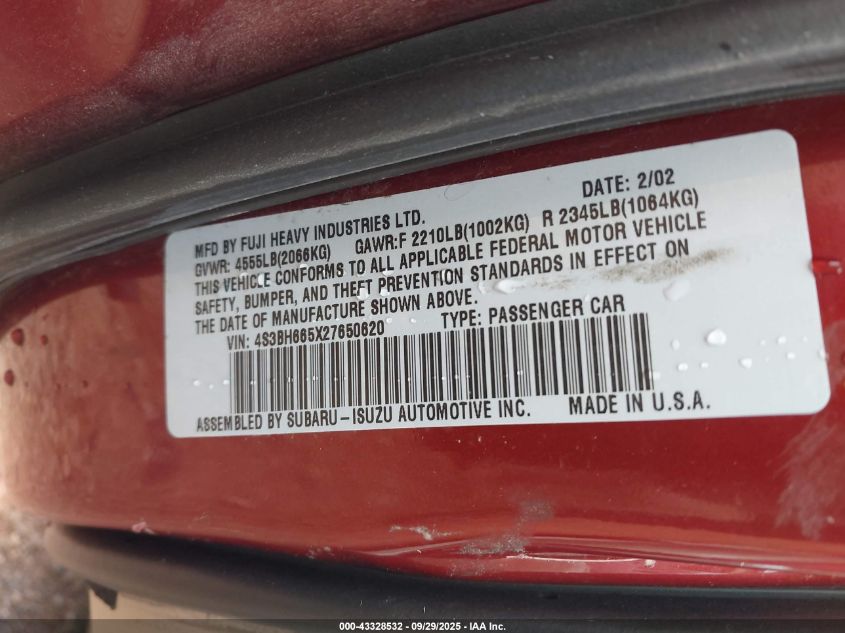 DATE: 2/02
MFD BY FUJI HEAVY INDUSTRIES LTD.
GVWR: 4555LB(2066KG) GAWR:F 2210LB(1002KG) R 2345LB(1064KG)
THIS VEHICLE CONFORMS TO ALL APPLICABLE FEDERAL MOTOR VEHICLE
SAFETY, BUMPER, AND THEFT PREVENTION STANDARDS IN EFFECT ON
THE DATE OF MANUFACTURE SHOWN ABOVE.
VIN: 4S3BH665X27650620 TYPE: PASSENGER CAR
ASSEMBLED BY SUBARU-ISUZU AUTOMOTIVE INC. MADE IN U.S.A.
000-43328532 - 09/29/2025 - IAA Inc.